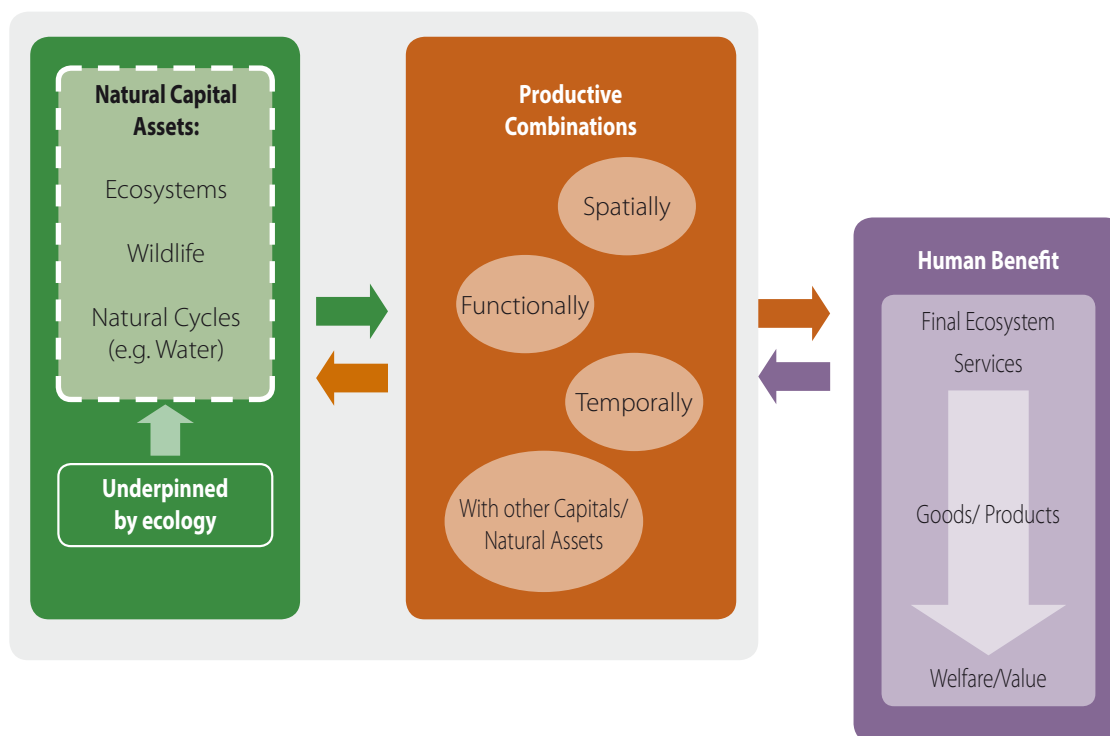 Natural Capital
Assets:
Ecosystems
Wildlife
Natural Cycles
(e.g. Water)
Underpinned
by ecology
Productive
Combinations
Spatially
Functionally
Temporally
With other Capitals/
Natural Assets
Human Benefit
Final Ecosystem
Services
Goods/ Products
Welfare/Value